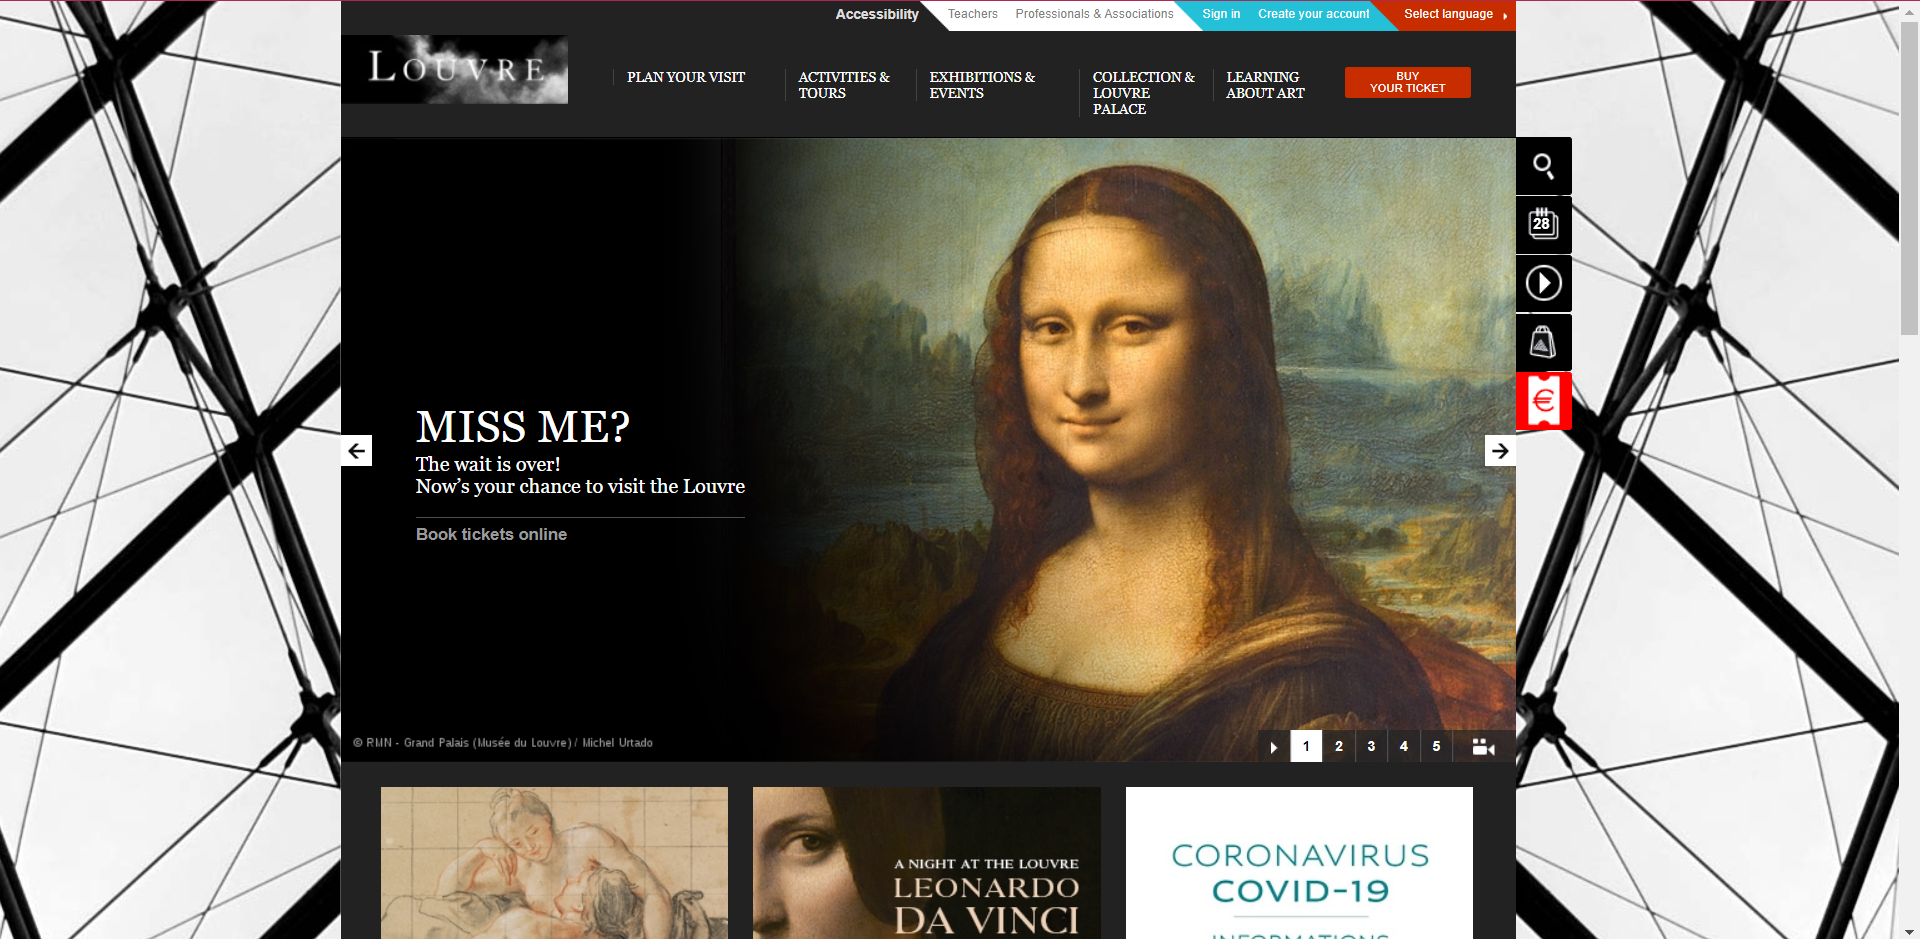 Accessibility
Teachers
Professionals & Associations
Sign in
Create your account
Select language
LOUVRE
PLAN YOUR VISIT
ACTIVITIES &
TOURS
EXHIBITIONS &
EVENTS
COLLECTION &
LOUVRE
PALACE
LEARNING
ABOUT ART
BUY
YOUR TICKET
28
€
MISS ME?
The wait is over!
Now’s your chance to visit the Louvre
Book tickets online
© RMN - Grand Palais (Musée du Louvre) / Michel Urtado
1 2 3 4 5
A NIGHT AT THE LOUVRE
LEONARDO
DA VINCI
CORONAVIRUS
COVID-19
INFORMATIONS